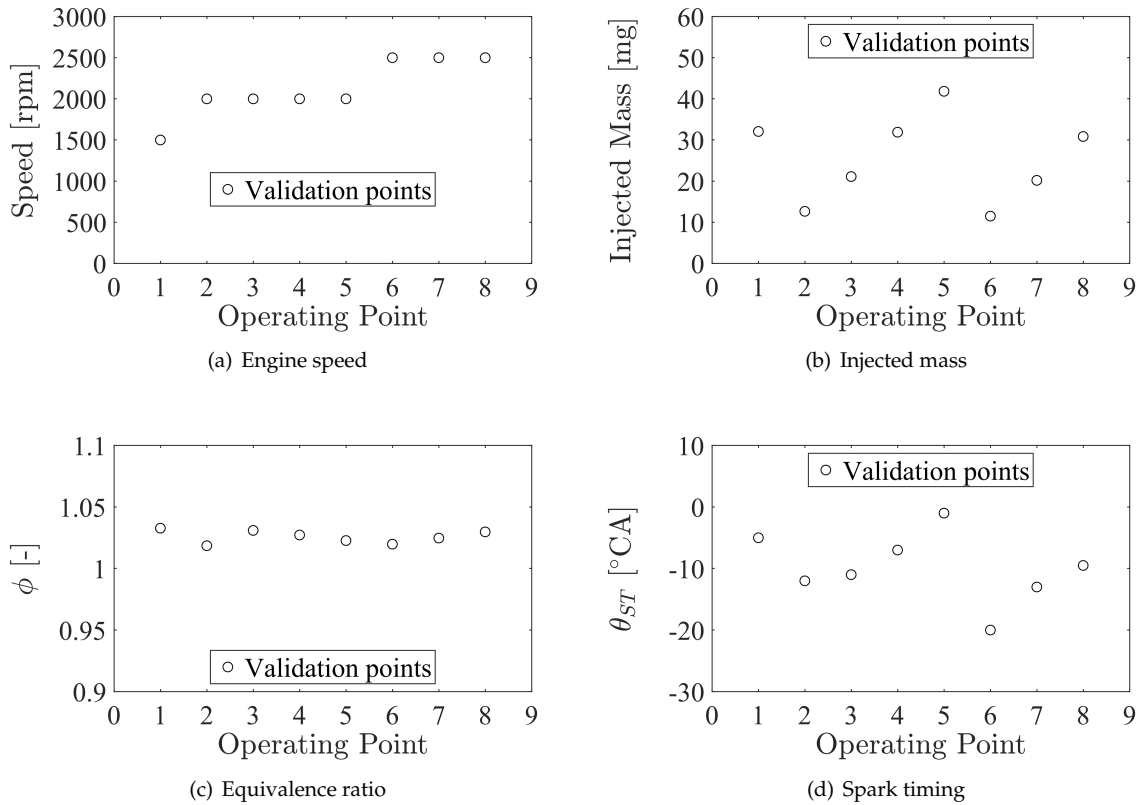 3000
2500
2000
1500
1000
500
0
Speed [rpm]
Validation points
0 1 2 3 4 5 6 7 8 9
Operating Point
(a) Engine speed
60
50
40
30
20
10
0
Injected Mass [mg]
Validation points
0 1 2 3 4 5 6 7 8 9
Operating Point
(b) Injected mass
1.1
1.05
1
0.95
0.9
ϕ [-]
Validation points
0 1 2 3 4 5 6 7 8 9
Operating Point
(c) Equivalence ratio
10
0
-10
-20
-30
θST [°CA]
Validation points
0 1 2 3 4 5 6 7 8 9
Operating Point
(d) Spark timing